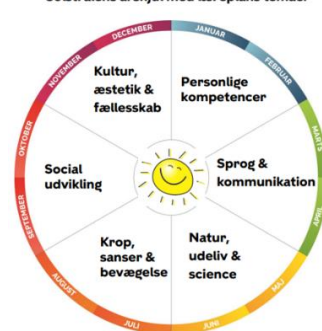 DECEMBER
JANUAR
NOVEMBER
FEBRUAR
Kultur,
æstetik &
fællesskab
Personlige
kompetencer
OKTOBER
MARTS
Social
udvikling
Sprog &
kommunikation
SEPTEMBER
APRIL
Krop,
sanser &
bevægelse
Natur,
udeliv &
science
AUGUST
MAJ
JULI
JUNI